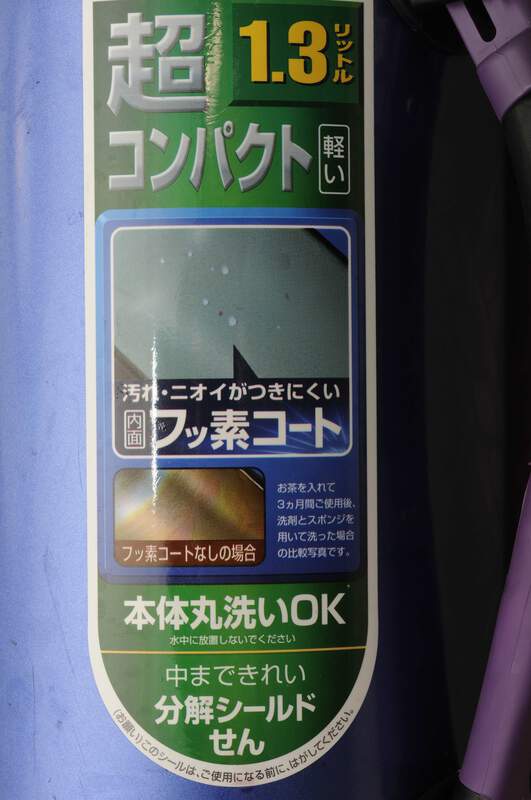 超
1.3
リットル
コンパクト
軽い
汚れ・ニオイがつきにくい
内面
フッ素コート
お茶を入れて
3ヵ月間ご使用後、
洗剤とスポンジを
用いて洗った場合
の比較写真です。
フッ素コートなしの場合
本体丸洗いOK
水中に放置しないでください
中まできれい
分解シールド
せん
(お願い)このシールは、ご使用になる前に、はがしてください。